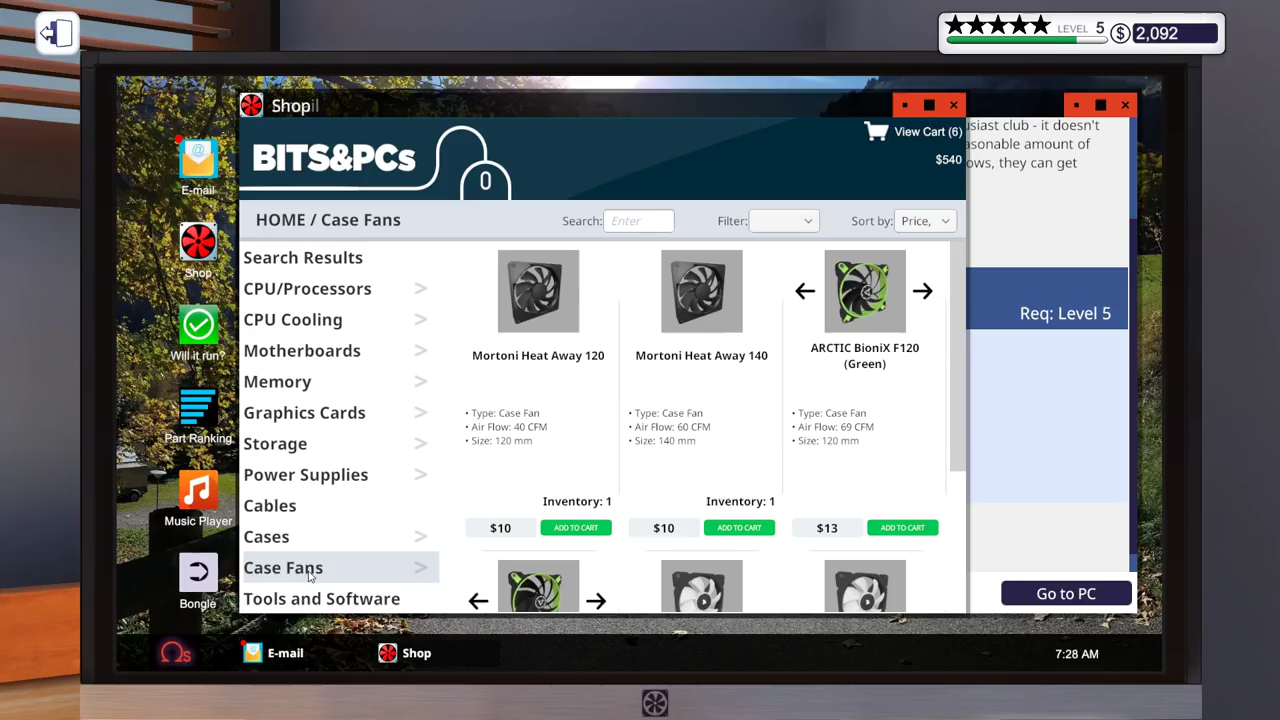 LEVEL 5
$ 2,092
Shop
BITS&PCs
View Cart (6)
$540
HOME / Case Fans
Search: Enter
Filter:
Sort by: Price,
Search Results
CPU/Processors >
CPU Cooling >
Motherboards >
Memory >
Graphics Cards >
Storage >
Power Supplies >
Cables
Cases >
Case Fans >
Tools and Software
Mortoni Heat Away 120
• Type: Case Fan
• Air Flow: 40 CFM
• Size: 120 mm
Inventory: 1
$10 ADD TO CART
Mortoni Heat Away 140
• Type: Case Fan
• Air Flow: 60 CFM
• Size: 140 mm
Inventory: 1
$10 ADD TO CART
ARCTIC BioniX F120
(Green)
• Type: Case Fan
• Air Flow: 69 CFM
• Size: 120 mm
$13 ADD TO CART
usiast club - it doesn't
asonable amount of
ows, they can get
Req: Level 5
Go to PC
E-mail
Shop
Will it run?
Part Ranking
Music Player
Bongle
Ωs
E-mail
Shop
7:28 AM